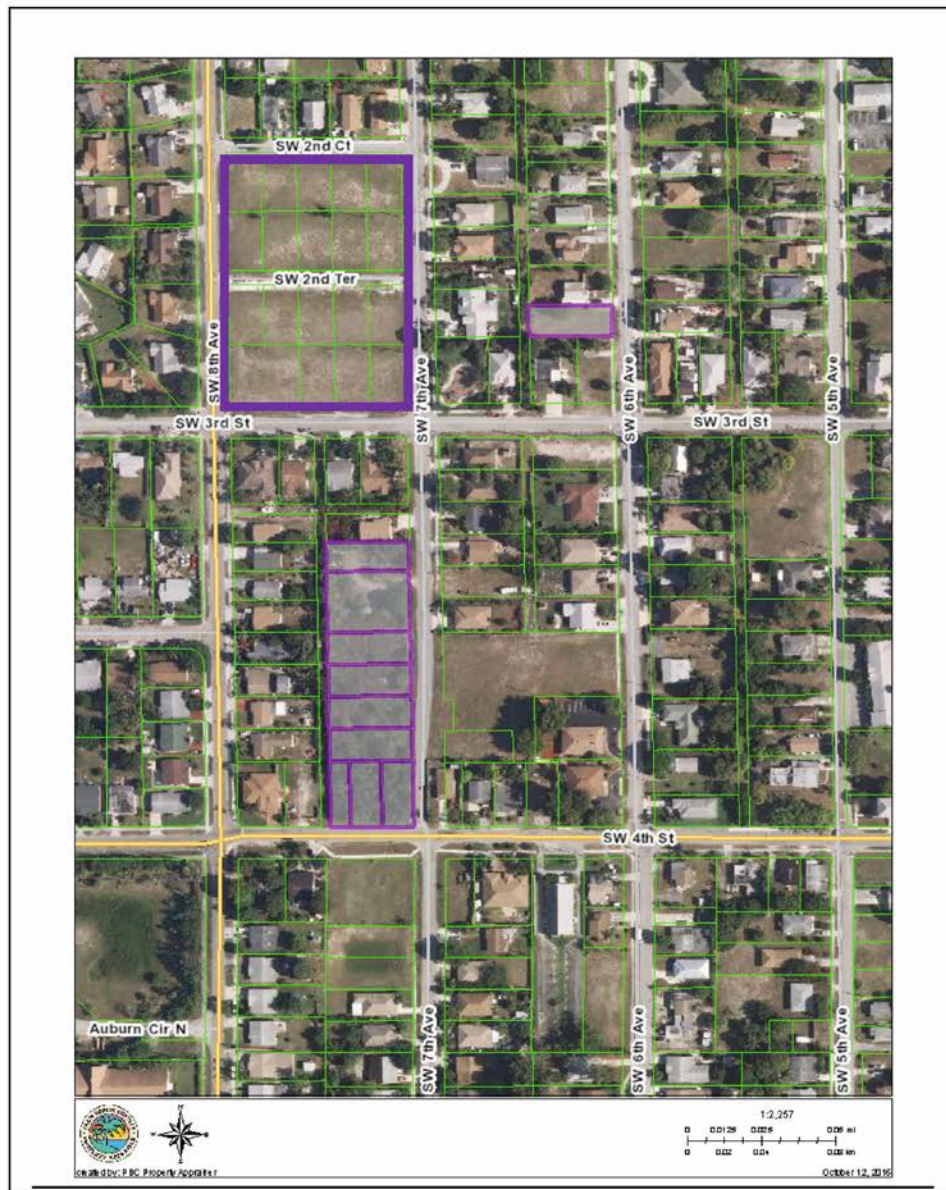 SW 2nd Ct
SW 2nd Ter
SW 8th Ave
SW 7th Ave
SW 6th Ave
SW 5th Ave
SW 3rd St
SW 3rd St
SW 4th St
Auburn Cir N
SW 7th Ave
SW 6th Ave
SW 5th Ave
1:2,257
0 0.0125 0.025 0.05 mi
0 0.02 0.04 0.08 km
created by: PBC Property Appraiser
October 12, 2016